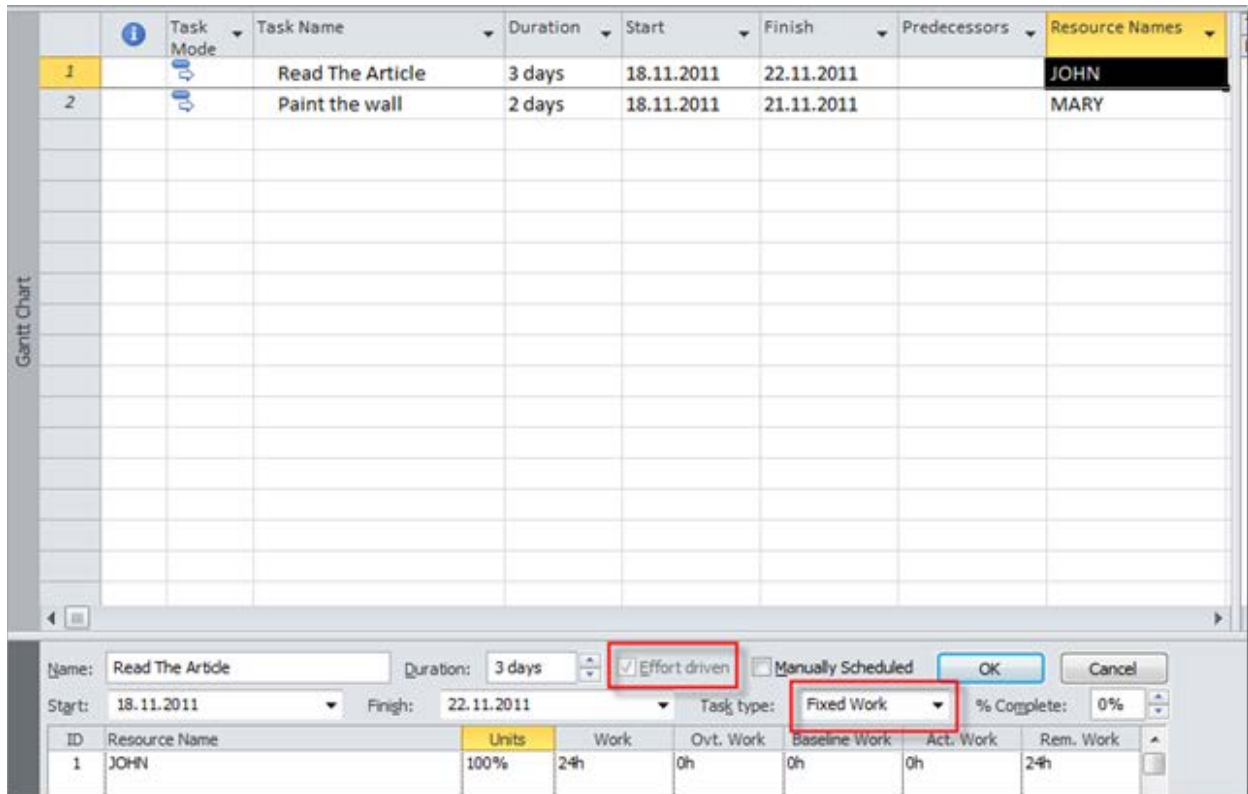 Task Mode Task Name Duration Start Finish Predecessors Resource Names
1 Read The Article 3 days 18.11.2011 22.11.2011 JOHN
2 Paint the wall 2 days 18.11.2011 21.11.2011 MARY
Gantt Chart
Name: Read The Article Duration: 3 days Effort driven Manually Scheduled OK Cancel
Start: 18.11.2011 Finish: 22.11.2011 Task type: Fixed Work % Complete: 0%
ID Resource Name Units Work Ovt. Work Baseline Work Act. Work Rem. Work
1 JOHN 100% 24h 0h 0h 0h 24h